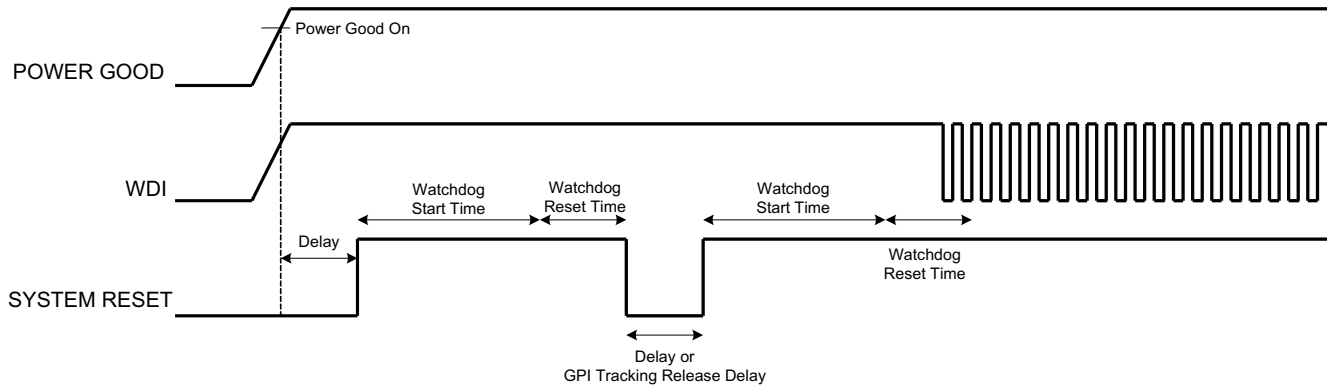 Power Good On
POWER GOOD
WDI
Watchdog
Start Time
Watchdog
Reset Time
Watchdog
Start Time
Delay
Watchdog
Reset Time
SYSTEM RESET
Delay or
GPI Tracking Release Delay